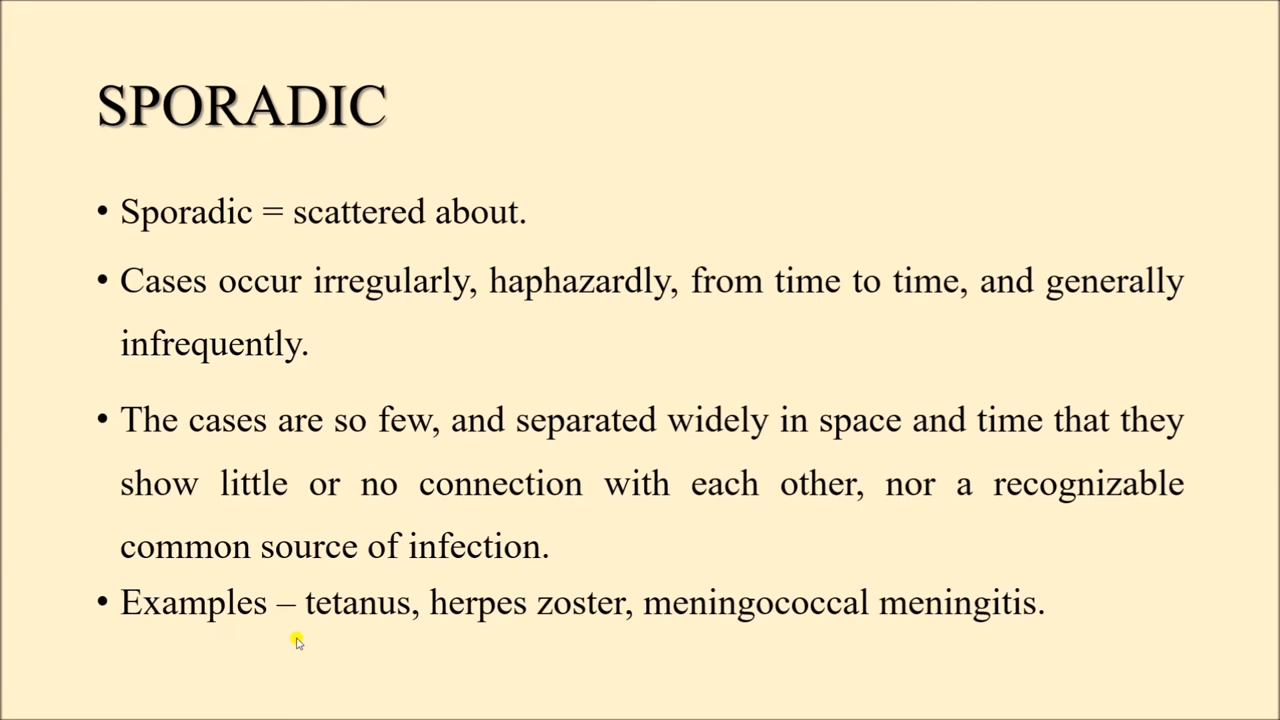 SPORADIC
• Sporadic = scattered about.
• Cases occur irregularly, haphazardly, from time to time, and generally
infrequently.
• The cases are so few, and separated widely in space and time that they
show little or no connection with each other, nor a recognizable
common source of infection.
• Examples – tetanus, herpes zoster, meningococcal meningitis.